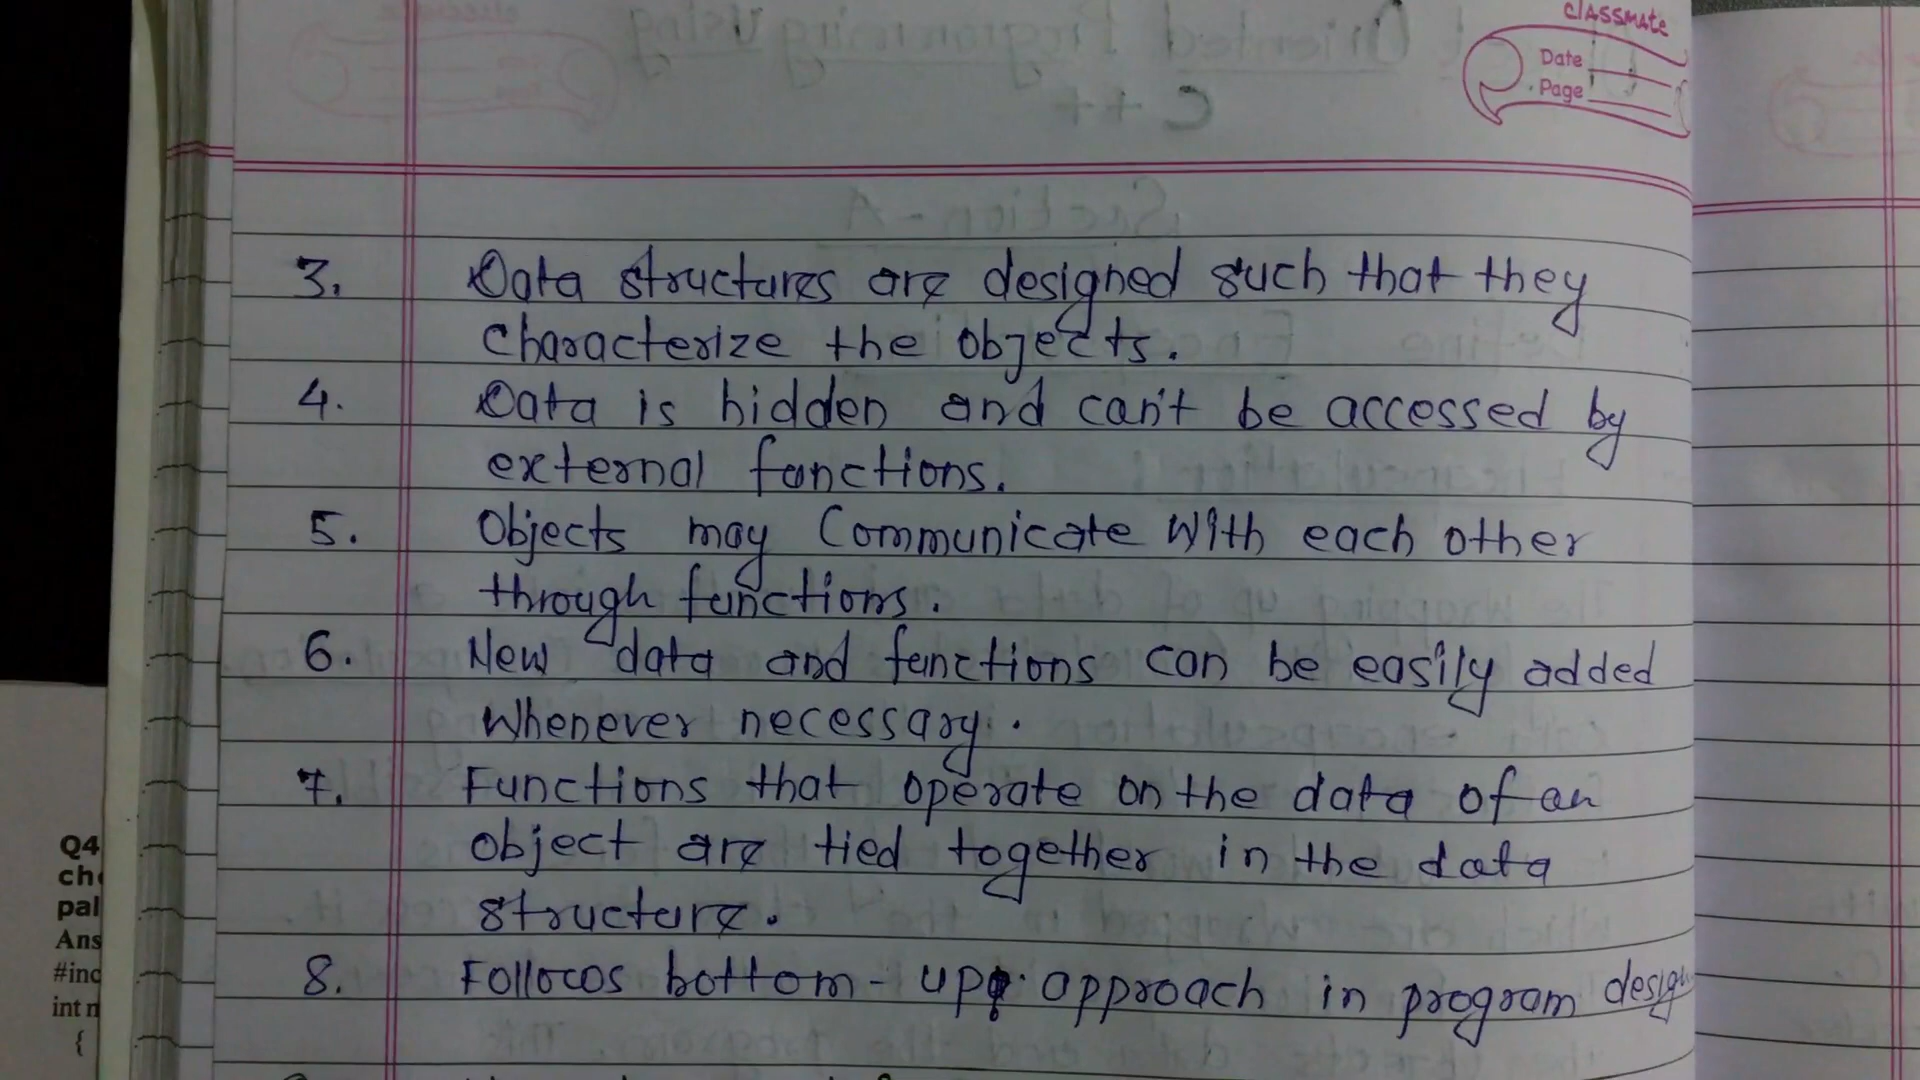 classmate
Date
Page
3. Data structures are designed such that they
characterize the objects.
4. Data is hidden and can't be accessed by
external functions.
5. Objects may Communicate With each other
through functions.
6. New data and functions can be easily added
Whenever necessary.
7. Functions that operate on the data of an
object are tied together in the data
structure.
8. Follows bottom-up approach in program design
Q4
pal
Ans
#inc
int n
{